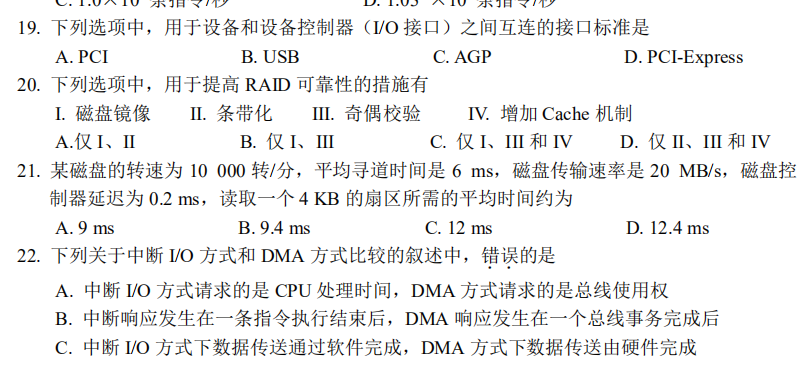 19. 下列选项中，用于设备和设备控制器（I/O 接口）之间互连的接口标准是
A. PCI B. USB C. AGP D. PCI-Express
20. 下列选项中，用于提高 RAID 可靠性的措施有
I. 磁盘镜像 II. 条带化 III. 奇偶校验 IV. 增加 Cache 机制
A.仅 I、II B. 仅 I、III C. 仅 I、III 和 IV D. 仅 II、III 和 IV
21. 某磁盘的转速为 10 000 转/分，平均寻道时间是 6 ms，磁盘传输速率是 20 MB/s，磁盘控
制器延迟为 0.2 ms，读取一个 4 KB 的扇区所需的平均时间约为
A. 9 ms B. 9.4 ms C. 12 ms D. 12.4 ms
22. 下列关于中断 I/O 方式和 DMA 方式比较的叙述中，错误的是
A. 中断 I/O 方式请求的是 CPU 处理时间，DMA 方式请求的是总线使用权
B. 中断响应发生在一条指令执行结束后，DMA 响应发生在一个总线事务完成后
C. 中断 I/O 方式下数据传送通过软件完成，DMA 方式下数据传送由硬件完成